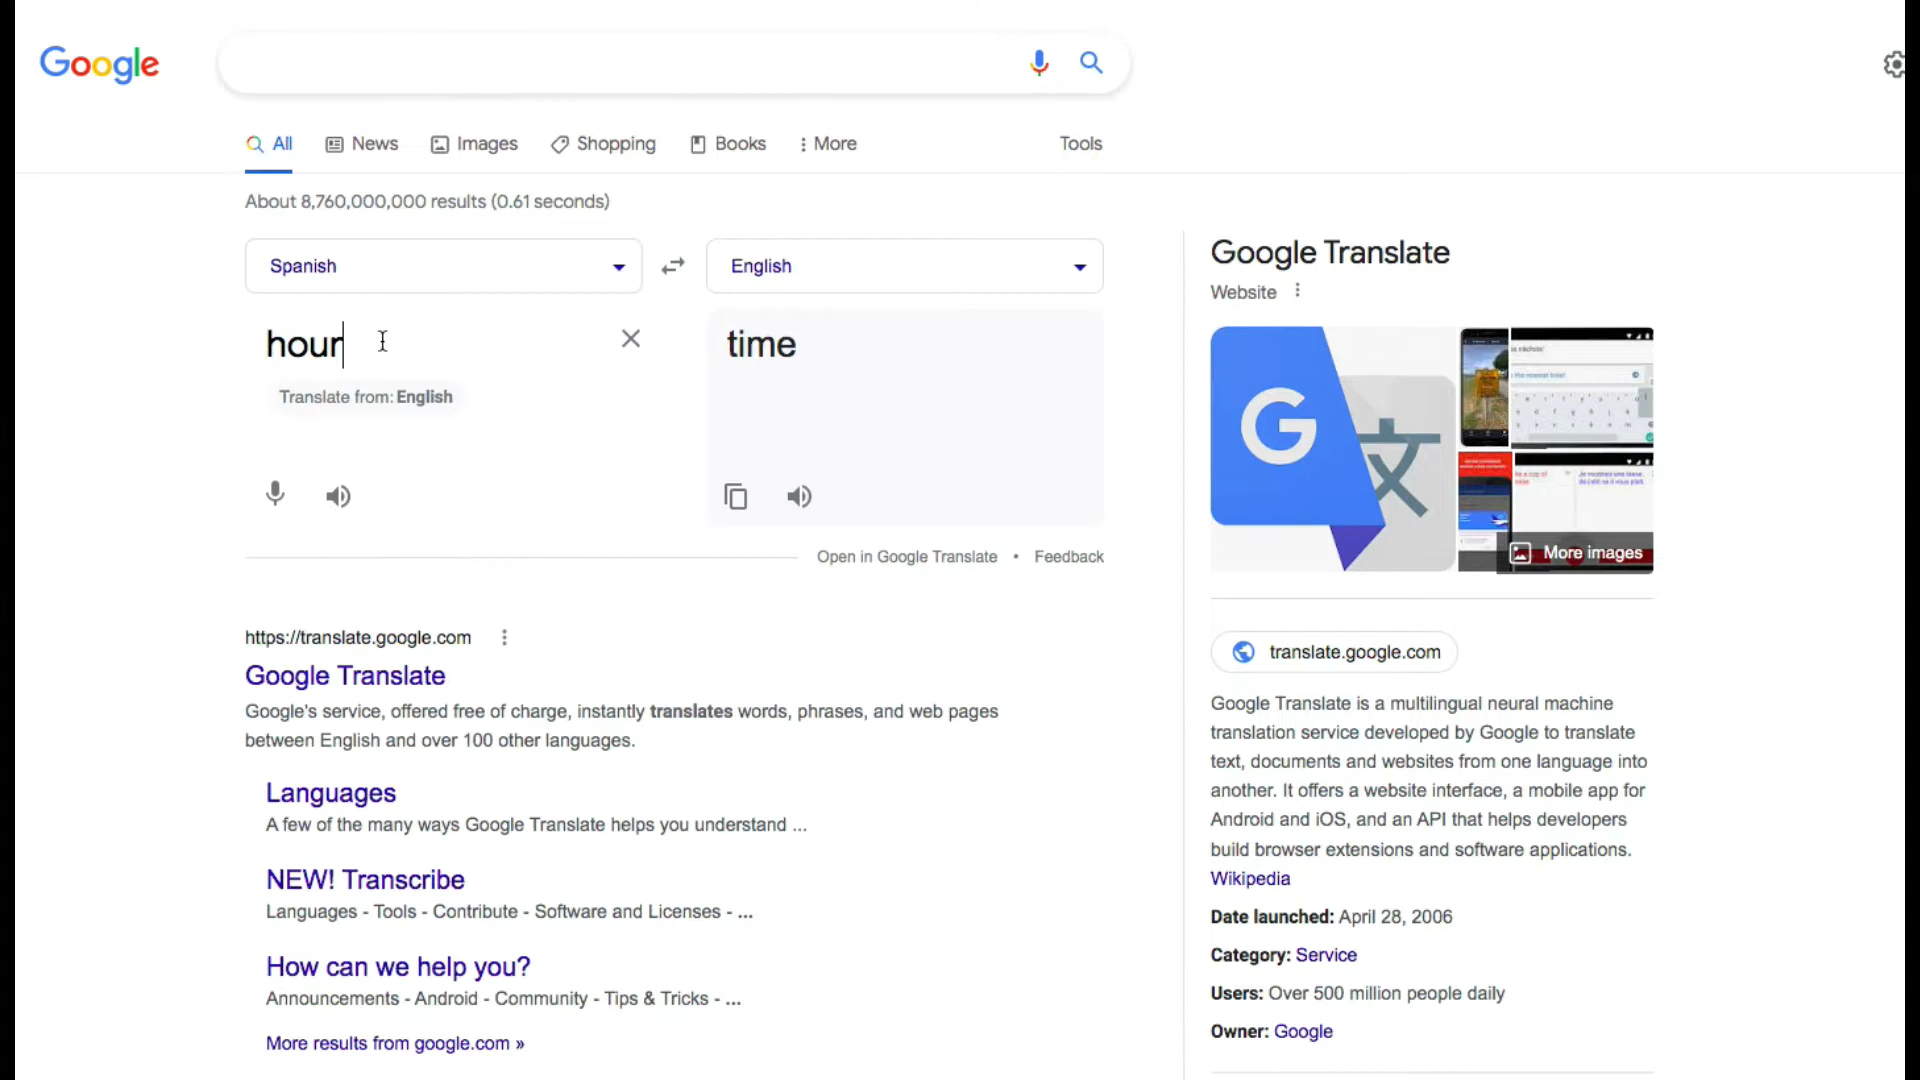 Google
All
News
Images
Shopping
Books
More
Tools
About 8,760,000,000 results (0.61 seconds)
Spanish
English
hour
time
Translate from: English
Open in Google Translate • Feedback
https://translate.google.com
Google Translate
Google's service, offered free of charge, instantly translates words, phrases, and web pages
between English and over 100 other languages.
Languages
A few of the many ways Google Translate helps you understand ...
NEW! Transcribe
Languages - Tools - Contribute - Software and Licenses - ...
How can we help you?
Announcements - Android - Community - Tips & Tricks - ...
More results from google.com »
Google Translate
Website
G
文
More images
translate.google.com
Google Translate is a multilingual neural machine
translation service developed by Google to translate
text, documents and websites from one language into
another. It offers a website interface, a mobile app for
Android and iOS, and an API that helps developers
build browser extensions and software applications.
Wikipedia
Date launched: April 28, 2006
Category: Service
Users: Over 500 million people daily
Owner: Google